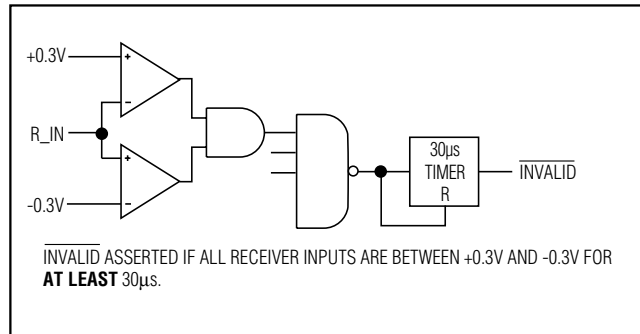 +0.3V
+
-
R_IN
+
-
-0.3V
30μs
TIMER
R
INVALID
INVALID ASSERTED IF ALL RECEIVER INPUTS ARE BETWEEN +0.3V AND -0.3V FOR
AT LEAST 30μs.